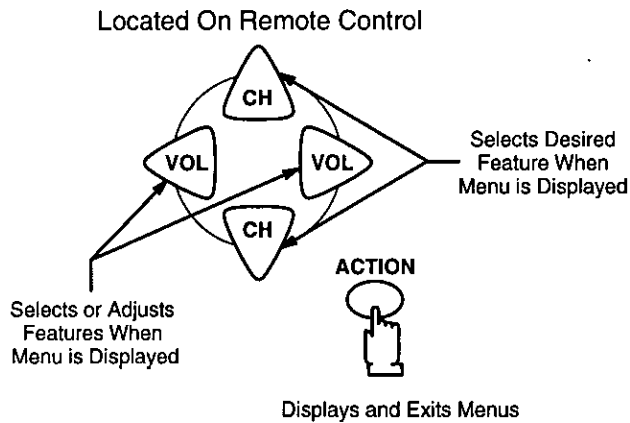 Located On Remote Control
CH
VOL
VOL
CH
Selects Desired
Feature When
Menu is Displayed
ACTION
Selects or Adjusts
Features When
Menu is Displayed
Displays and Exits Menus